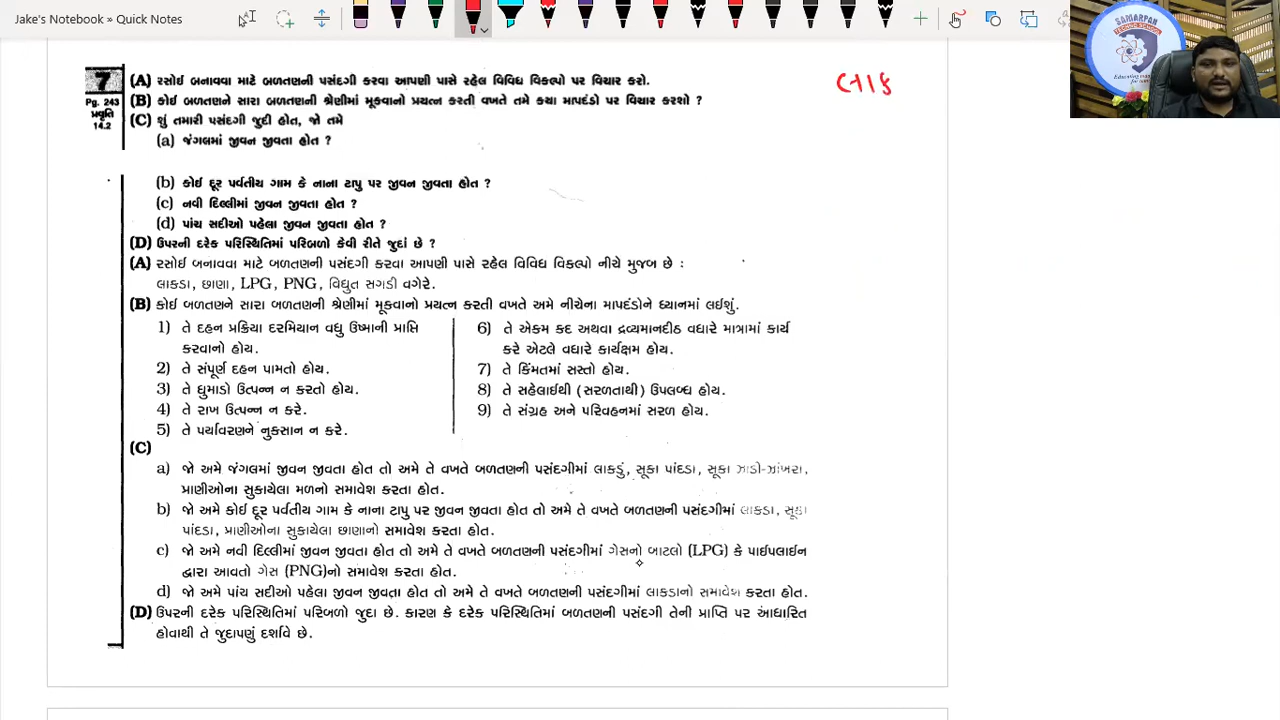 Jake's Notebook » Quick Notes
SAMARPAN
TECHNO SCHOOL
7 (A) રસોઈ બનાવવા માટે બળતણની પસંદગી કરવા આપણી પાસે રહેલ વિવિધ વિકલ્પો પર વિચાર કરો.
લાક
Pg. 243
પ્રવૃતિ
14.2
(B) કોઈ બળતણને સારા બળતણની શ્રેણીમાં મૂકવાનો પ્રયત્ન કરતી વખતે તમે કયા માપદંડો પર વિચાર કરશો ?
(C) શું તમારી પસંદગી જુદી હોત, જો તમે
(a) જંગલમાં જીવન જીવતા હોત ?
(b) કોઈ દૂર પર્વતીય ગામ કે નાના ટાપુ પર જીવન જીવતા હોત ?
(c) નવી દિલ્લીમાં જીવન જીવતા હોત ?
(d) પાંચ સદીઓ પહેલા જીવન જીવતા હોત ?
(D) ઉપરની દરેક પરિસ્થિતિમાં પરિબળો કેવી રીતે જુદાં છે ?
(A) રસોઈ બનાવવા માટે બળતણની પસંદગી કરવા આપણી પાસે રહેલ વિવિધ વિકલ્પો નીચે મુજબ છે :
લાકડા, છાણા, LPG, PNG, વિદ્યુત સગડી વગેરે.
(B) કોઈ બળતણને સારા બળતણની શ્રેણીમાં મૂકવાનો પ્રયત્ન કરતી વખતે અમે નીચેના માપદંડોને ધ્યાનમાં લઈશું.
1) તે દહન પ્રક્રિયા દરમિયાન વધુ ઉષ્માની પ્રાપ્તિ
કરવાનો હોય.
2) તે સંપૂર્ણ દહન પામતો હોય.
3) તે ધુમાડો ઉત્પન્ન ન કરતો હોય.
4) તે રાખ ઉત્પન્ન ન કરે.
5) તે પર્યાવરણને નુકસાન ન કરે.
6) તે એકમ કદ અથવા દ્રવ્યમાનદીઠ વધારે માત્રામાં કાર્ય
કરે એટલે વધારે કાર્યક્ષમ હોય.
7) તે કિંમતમાં સસ્તો હોય.
8) તે સહેલાઈથી (સરળતાથી) ઉપલબ્ધ હોય.
9) તે સંગ્રહ અને પરિવહનમાં સરળ હોય.
(C)
a) જો અમે જંગલમાં જીવન જીવતા હોત તો અમે તે વખતે બળતણની પસંદગીમાં લાકડું, સૂકા પાંદડા, સૂકા ઝાડી-ઝાંખરા,
પ્રાણીઓના સુકાયેલા મળનો સમાવેશ કરતા હોત.
b) જો અમે કોઈ દૂર પર્વતીય ગામ કે નાના ટાપુ પર જીવન જીવતા હોત તો અમે તે વખતે બળતણની પસંદગીમાં લાકડા, સૂકા
પાંદડા, પ્રાણીઓના સુકાયેલા છાણાનો સમાવેશ કરતા હોત.
c) જો અમે નવી દિલ્લીમાં જીવન જીવતા હોત તો અમે તે વખતે બળતણની પસંદગીમાં ગેસનો બાટલો (LPG) કે પાઈપલાઈન
દ્વારા આવતો ગેસ (PNG)નો સમાવેશ કરતા હોત.
d) જો અમે પાંચ સદીઓ પહેલા જીવન જીવતા હોત તો અમે તે વખતે બળતણની પસંદગીમાં લાકડાનો સમાવેશ કરતા હોત.
(D) ઉપરની દરેક પરિસ્થિતિમાં પરિબળો જુદા છે. કારણ કે દરેક પરિસ્થિતિમાં બળતણની પસંદગી તેની પ્રાપ્તિ પર આધારિત
હોવાથી તે જુદાપણું દર્શાવે છે.